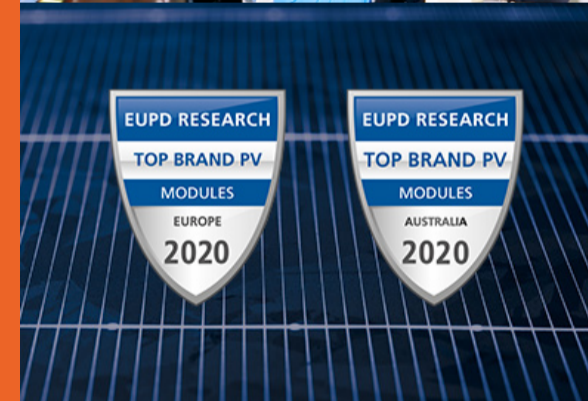 EUPD RESEARCH
TOP BRAND PV
MODULES
EUROPE
2020
EUPD RESEARCH
TOP BRAND PV
MODULES
AUSTRALIA
2020